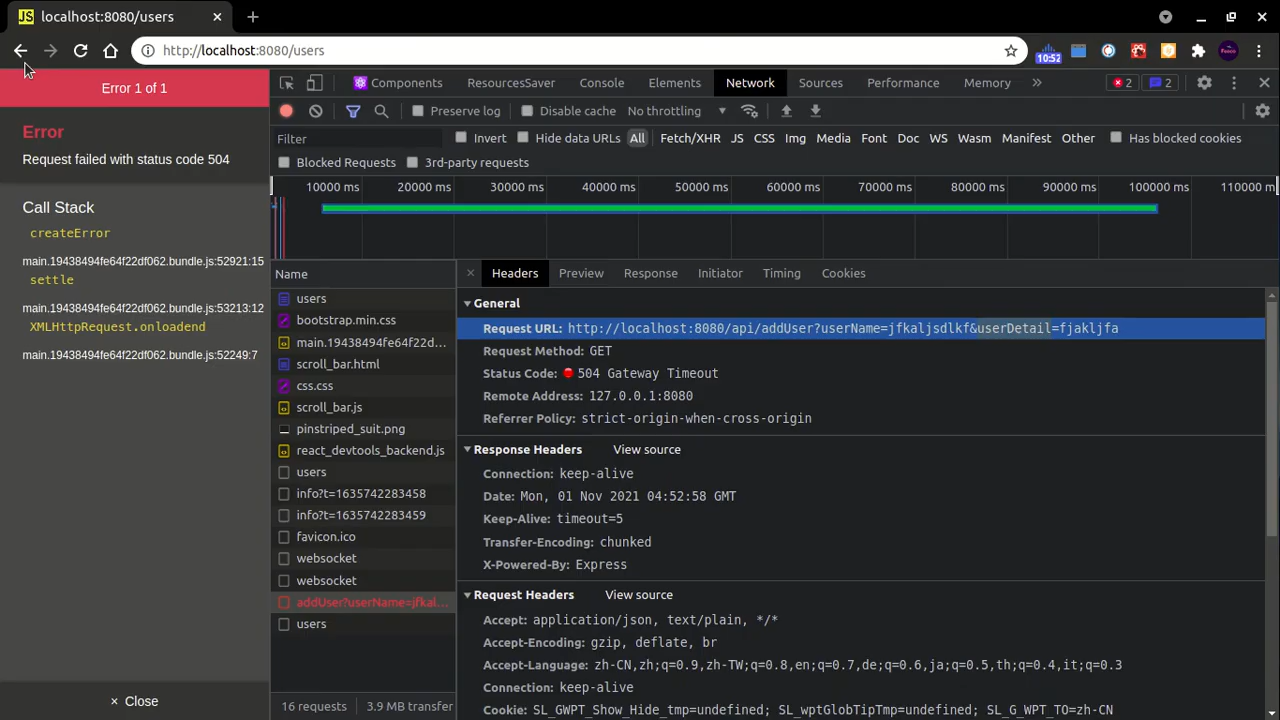 JS localhost:8080/users × +
http://localhost:8080/users
10:52
Error 1 of 1
Error
Request failed with status code 504
Call Stack
createError
main.19438494fe64f22df062.bundle.js:52921:15
settle
main.19438494fe64f22df062.bundle.js:53213:12
XMLHttpRequest.onloadend
main.19438494fe64f22df062.bundle.js:52249:7
× Close
Components ResourcesSaver Console Elements Network Sources Performance Memory » 2 2
Preserve log Disable cache No throttling
Filter Invert Hide data URLs All Fetch/XHR JS CSS Img Media Font Doc WS Wasm Manifest Other Has blocked cookies
Blocked Requests 3rd-party requests
10000 ms 20000 ms 30000 ms 40000 ms 50000 ms 60000 ms 70000 ms 80000 ms 90000 ms 100000 ms 110000 m
Name
users
bootstrap.min.css
main.19438494fe64f22d…
scroll_bar.html
css.css
scroll_bar.js
pinstriped_suit.png
react_devtools_backend.js
users
info?t=1635742283458
info?t=1635742283459
favicon.ico
websocket
websocket
addUser?userName=jfkal…
users
16 requests 3.9 MB transfer
× Headers Preview Response Initiator Timing Cookies
General
Request URL: http://localhost:8080/api/addUser?userName=jfkaljsdlkf&userDetail=fjakljfa
Request Method: GET
Status Code: 504 Gateway Timeout
Remote Address: 127.0.0.1:8080
Referrer Policy: strict-origin-when-cross-origin
Response Headers View source
Connection: keep-alive
Date: Mon, 01 Nov 2021 04:52:58 GMT
Keep-Alive: timeout=5
Transfer-Encoding: chunked
X-Powered-By: Express
Request Headers View source
Accept: application/json, text/plain, */*
Accept-Encoding: gzip, deflate, br
Accept-Language: zh-CN,zh;q=0.9,zh-TW;q=0.8,en;q=0.7,de;q=0.6,ja;q=0.5,th;q=0.4,it;q=0.3
Connection: keep-alive
Cookie: SL_GWPT_Show_Hide_tmp=undefined; SL_wptGlobTipTmp=undefined; SL_G_WPT_TO=zh-CN